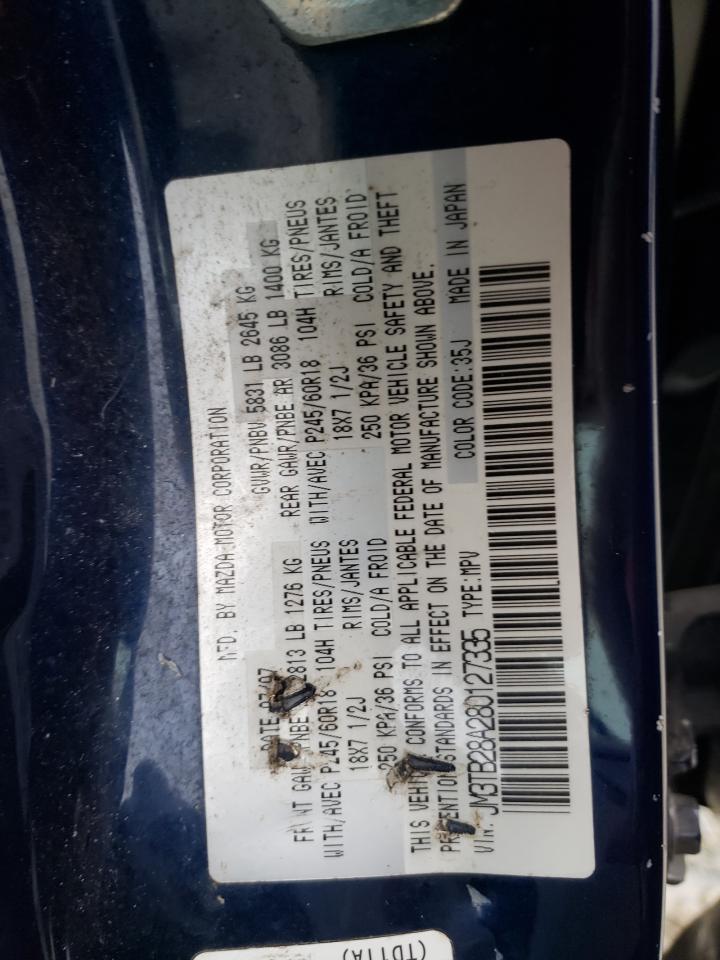 MFD. BY MAZDA MOTOR CORPORATION
DATE 07/07 GVWR/PNBV 5831 LB 2645 KG
FRONT GAWR/PNBE 2813 LB 1276 KG REAR GAWR/PNBE AR 3086 LB 1400 KG
WITH/AVEC P245/60R18 104H TIRES/PNEUS WITH/AVEC P245/60R18 104H TIRES/PNEUS
18X7 1/2J RIMS/JANTES 18X7 1/2J RIMS/JANTES
250 KPA/36 PSI COLD/A FROID 250 KPA/36 PSI COLD/A FROID
THIS VEHICLE CONFORMS TO ALL APPLICABLE FEDERAL MOTOR VEHICLE SAFETY AND THEFT
PREVENTION STANDARDS IN EFFECT ON THE DATE OF MANUFACTURE SHOWN ABOVE.
COLOR CODE:35J MADE IN JAPAN
VIN: JM3TB28A280127335 TYPE:MPV
(TD11A)